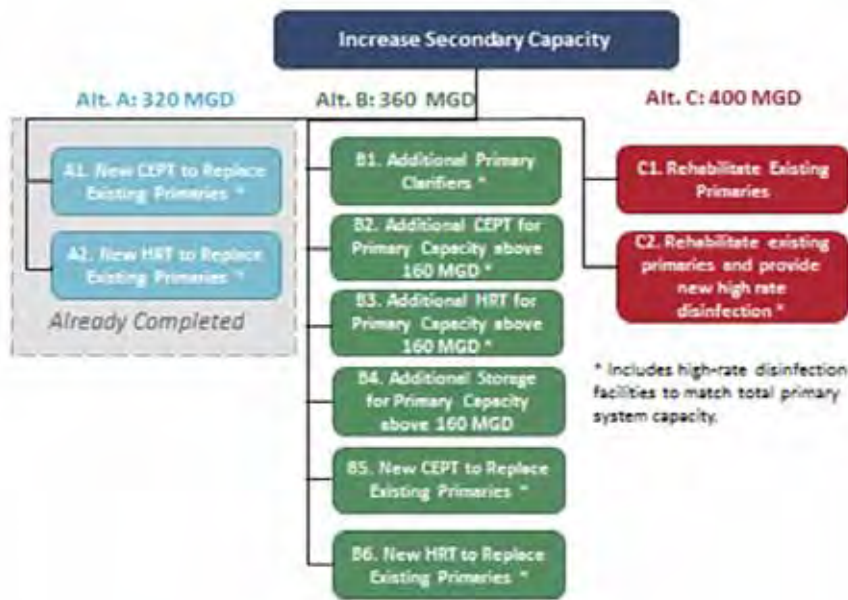 Increase Secondary Capacity
Alt. A: 320 MGD
Alt. B: 360 MGD
Alt. C: 400 MGD
A1. New CEPT to Replace
Existing Primaries *
A2. New HRT to Replace
Existing Primaries *
Already Completed
B1. Additional Primary
Clarifiers *
B2. Additional CEPT for
Primary Capacity above
160 MGD *
B3. Additional HRT for
Primary Capacity above
160 MGD *
B4. Additional Storage
for Primary Capacity
above 160 MGD
B5. New CEPT to Replace
Existing Primaries *
B6. New HRT to Replace
Existing Primaries *
C1. Rehabilitate Existing
Primaries
C2. Rehabilitate existing
primaries and provide
new high rate
disinfection *
* Includes high-rate disinfection
facilities to match total primary
system capacity.